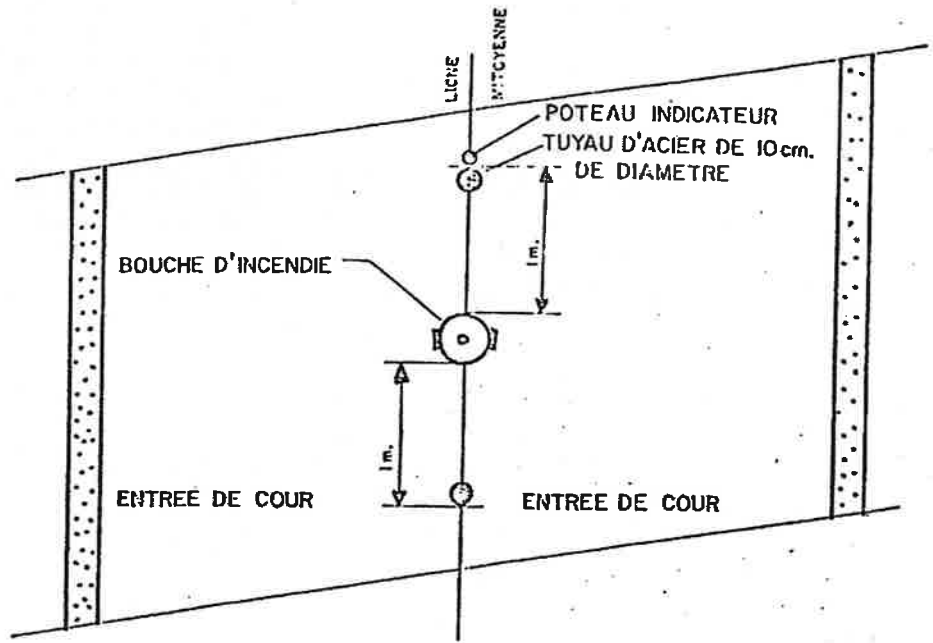 LIGNE
MITOYENNE
POTEAU INDICATEUR
TUYAU D'ACIER DE 10cm.
DE DIAMETRE
1m.
BOUCHE D'INCENDIE
1m.
ENTREE DE COUR
ENTREE DE COUR